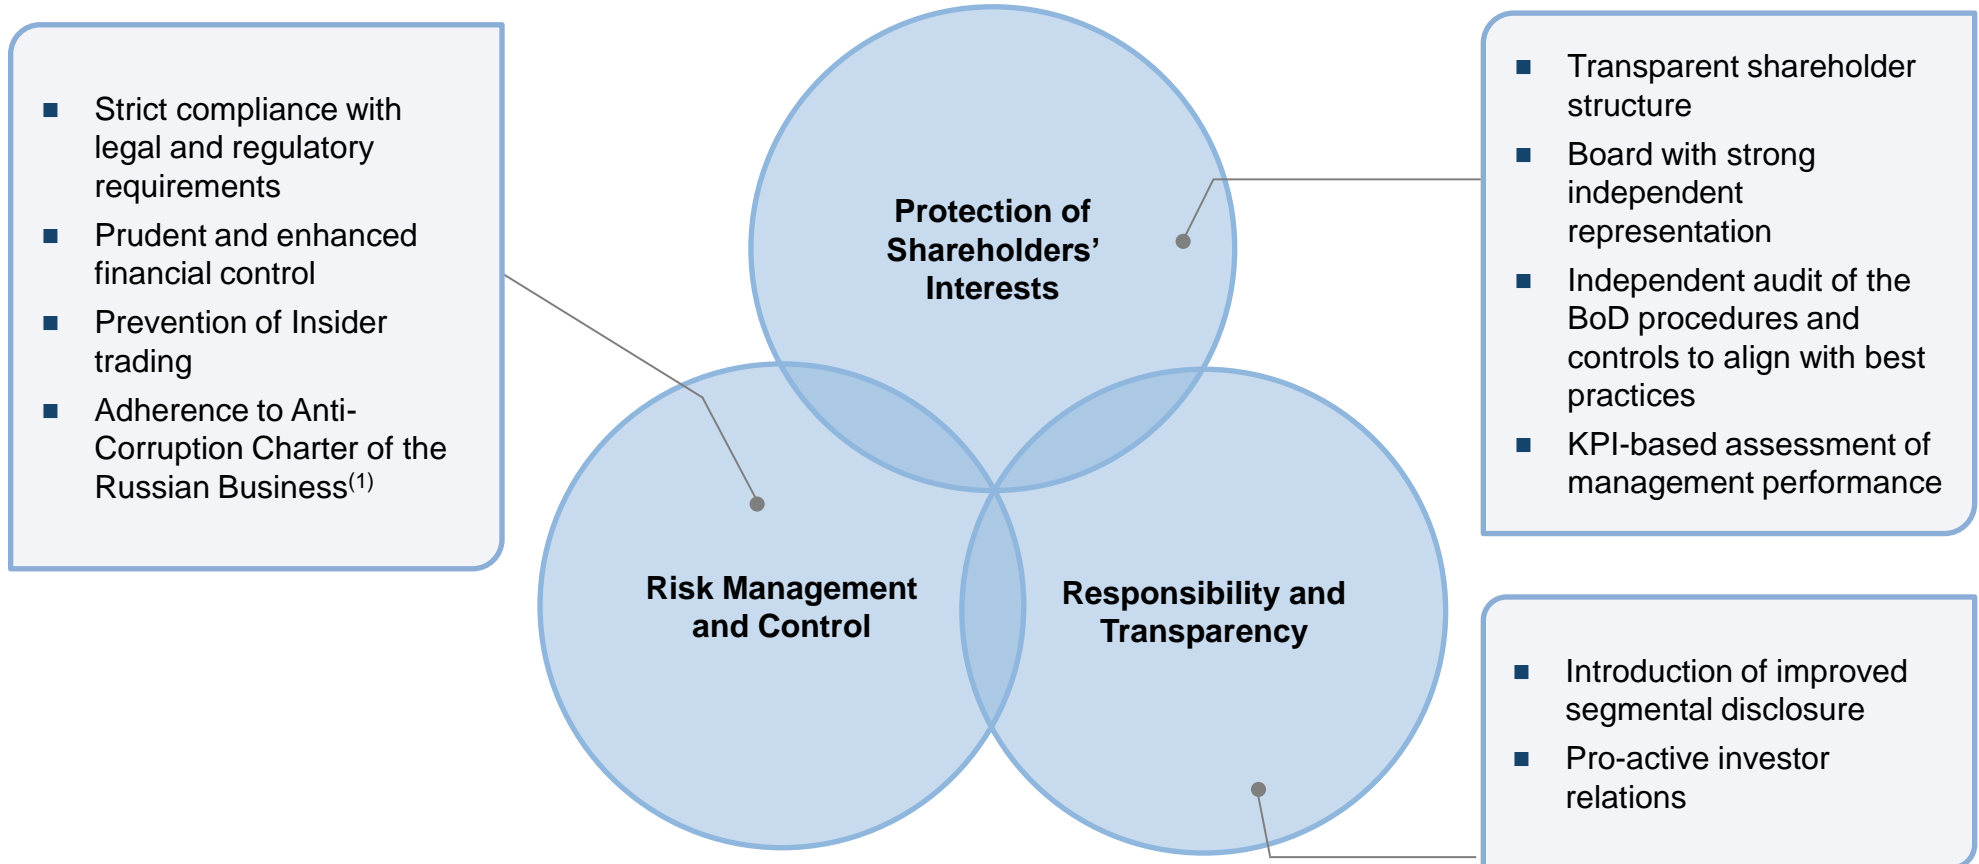 ■ Strict compliance with
legal and regulatory
requirements
■ Prudent and enhanced
financial control
■ Prevention of Insider
trading
■ Adherence to Anti-
Corruption Charter of the
Russian Business(1)
Protection of
Shareholders’
Interests
Risk Management
and Control
Responsibility and
Transparency
■ Transparent shareholder
structure
■ Board with strong
independent
representation
■ Independent audit of the
BoD procedures and
controls to align with best
practices
■ KPI-based assessment of
management performance
■ Introduction of improved
segmental disclosure
■ Pro-active investor
relations